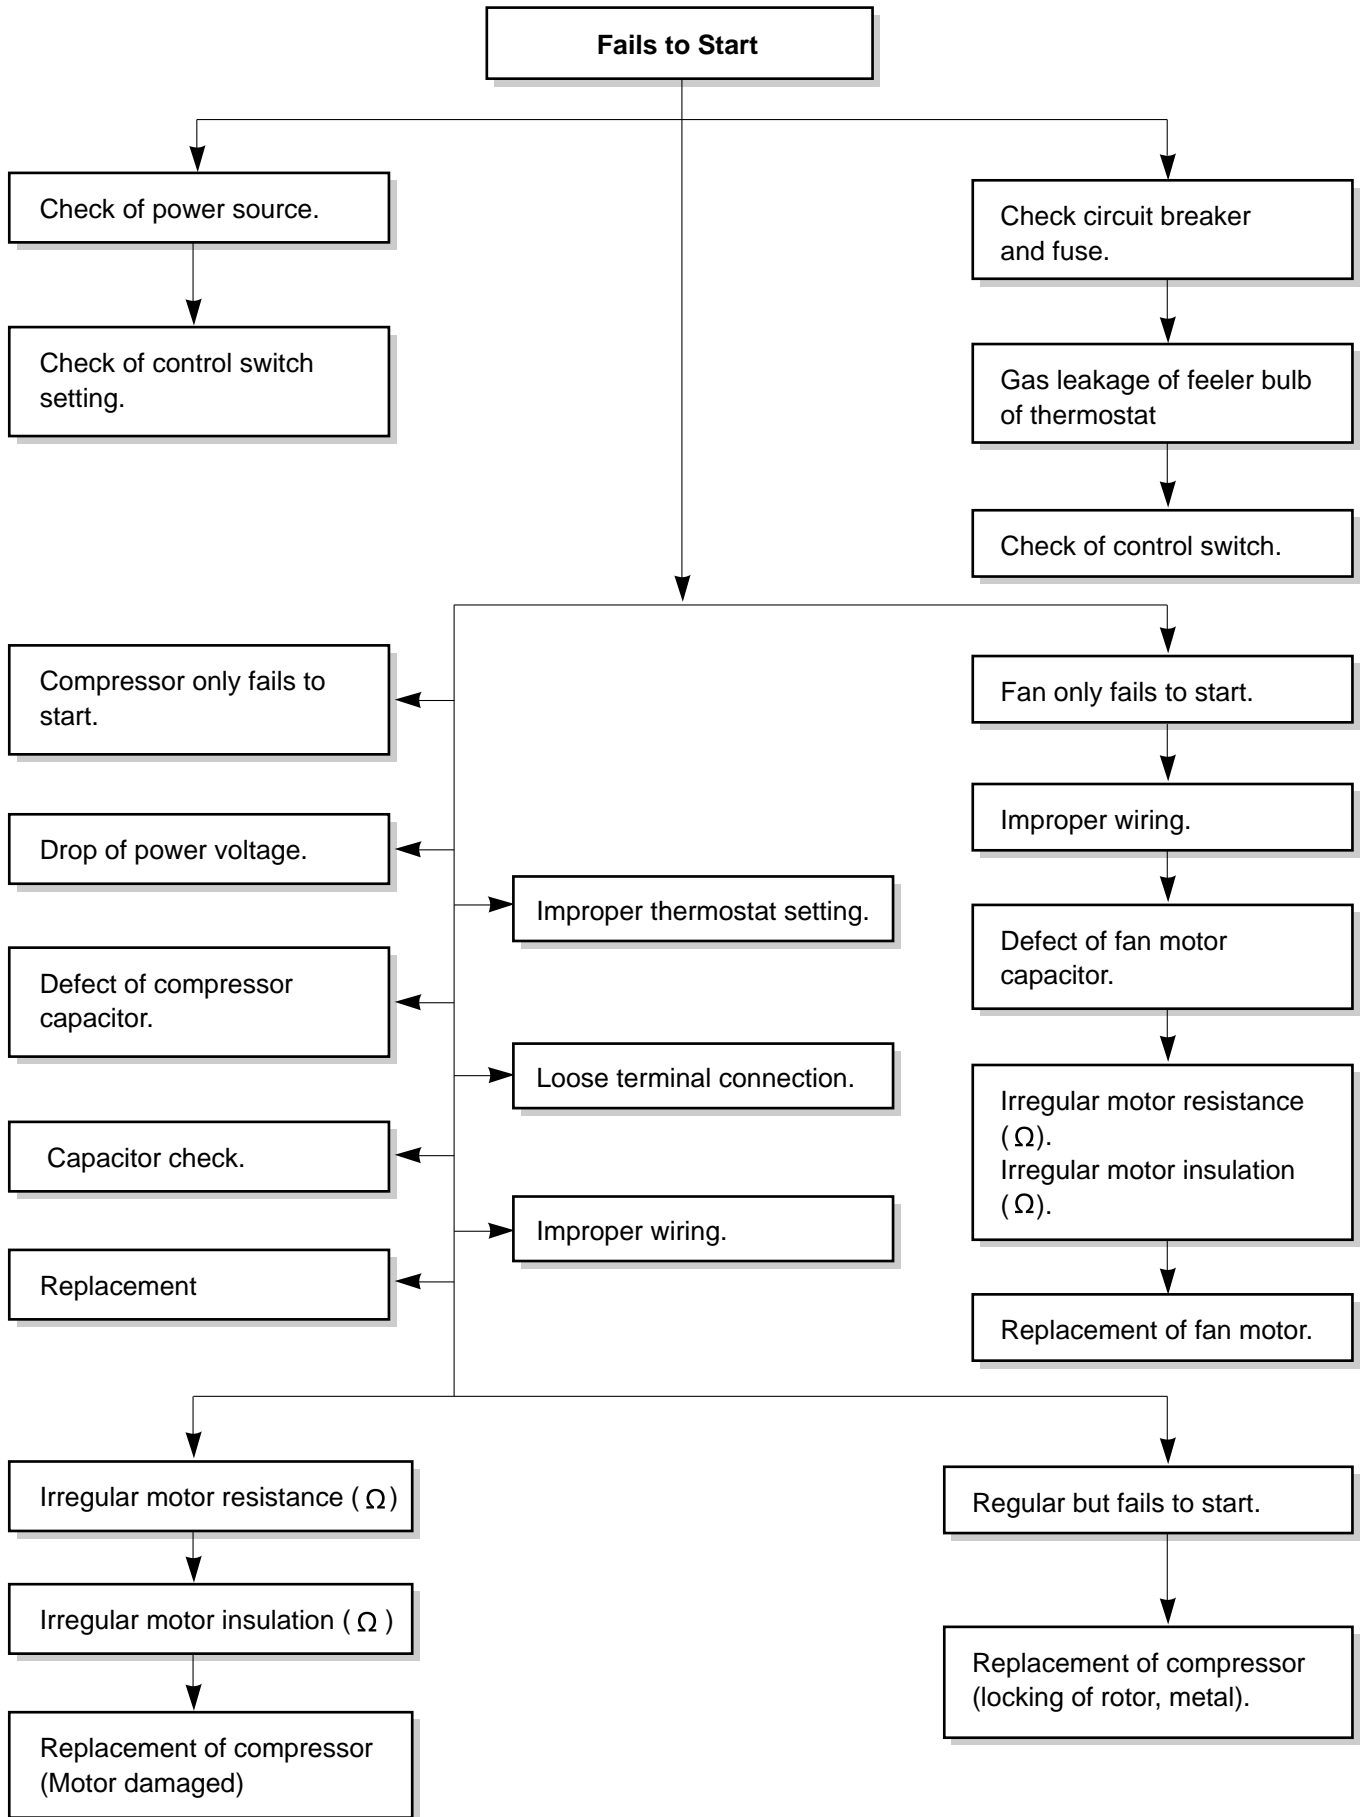 Fails to Start
Check of power source.
Check circuit breaker
and fuse.
Check of control switch
setting.
Gas leakage of feeler bulb
of thermostat
Check of control switch.
Compressor only fails to
start.
Fan only fails to start.
Drop of power voltage.
Improper wiring.
Improper thermostat setting.
Defect of fan motor
capacitor.
Defect of compressor
capacitor.
Loose terminal connection.
Irregular motor resistance
(Ω).
Irregular motor insulation
(Ω).
Capacitor check.
Improper wiring.
Replacement
Replacement of fan motor.
Irregular motor resistance (Ω)
Regular but fails to start.
Irregular motor insulation (Ω)
Replacement of compressor
(locking of rotor, metal).
Replacement of compressor
(Motor damaged)